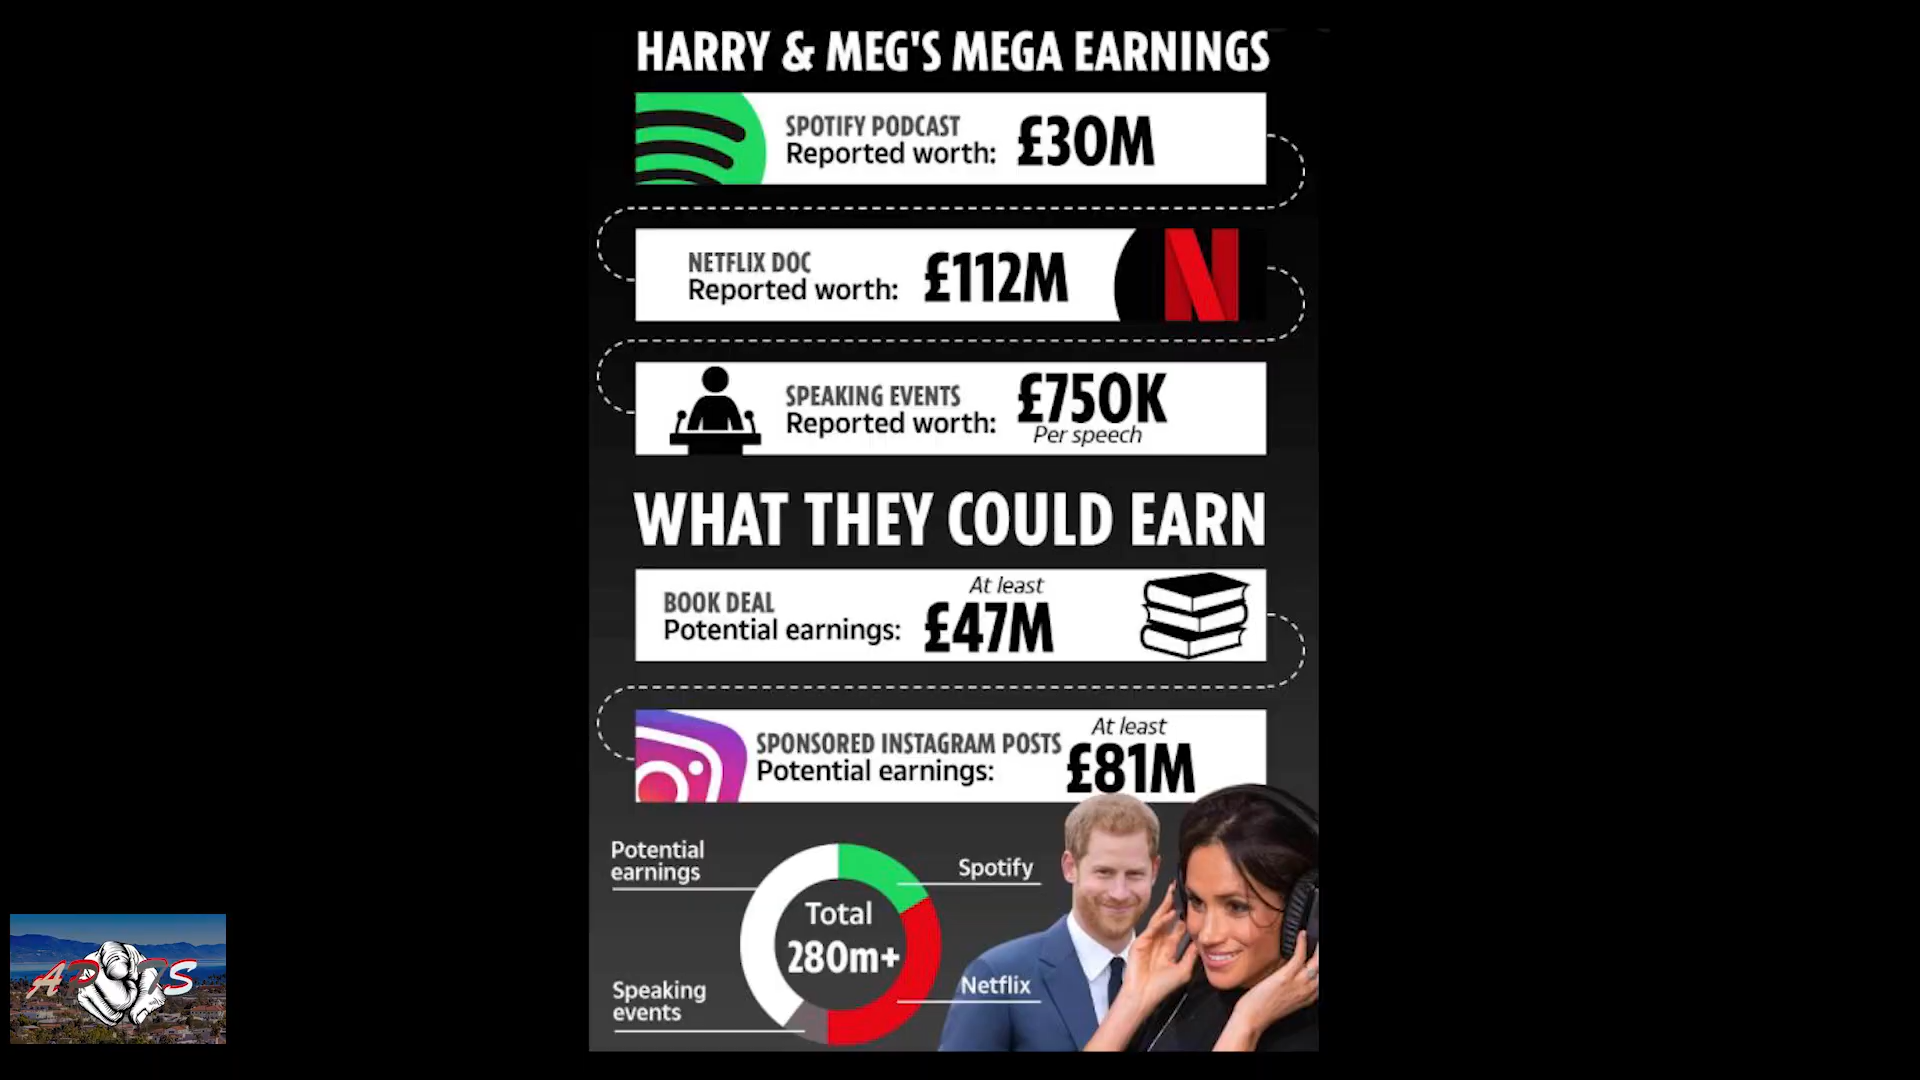 HARRY & MEG'S MEGA EARNINGS
SPOTIFY PODCAST
Reported worth: £30M
NETFLIX DOC
Reported worth: £112M
SPEAKING EVENTS
Reported worth: £750K
Per speech
WHAT THEY COULD EARN
BOOK DEAL
Potential earnings:
At least
£47M
SPONSORED INSTAGRAM POSTS
Potential earnings:
At least
£81M
Potential
earnings
Spotify
Total
280m+
Netflix
Speaking
events